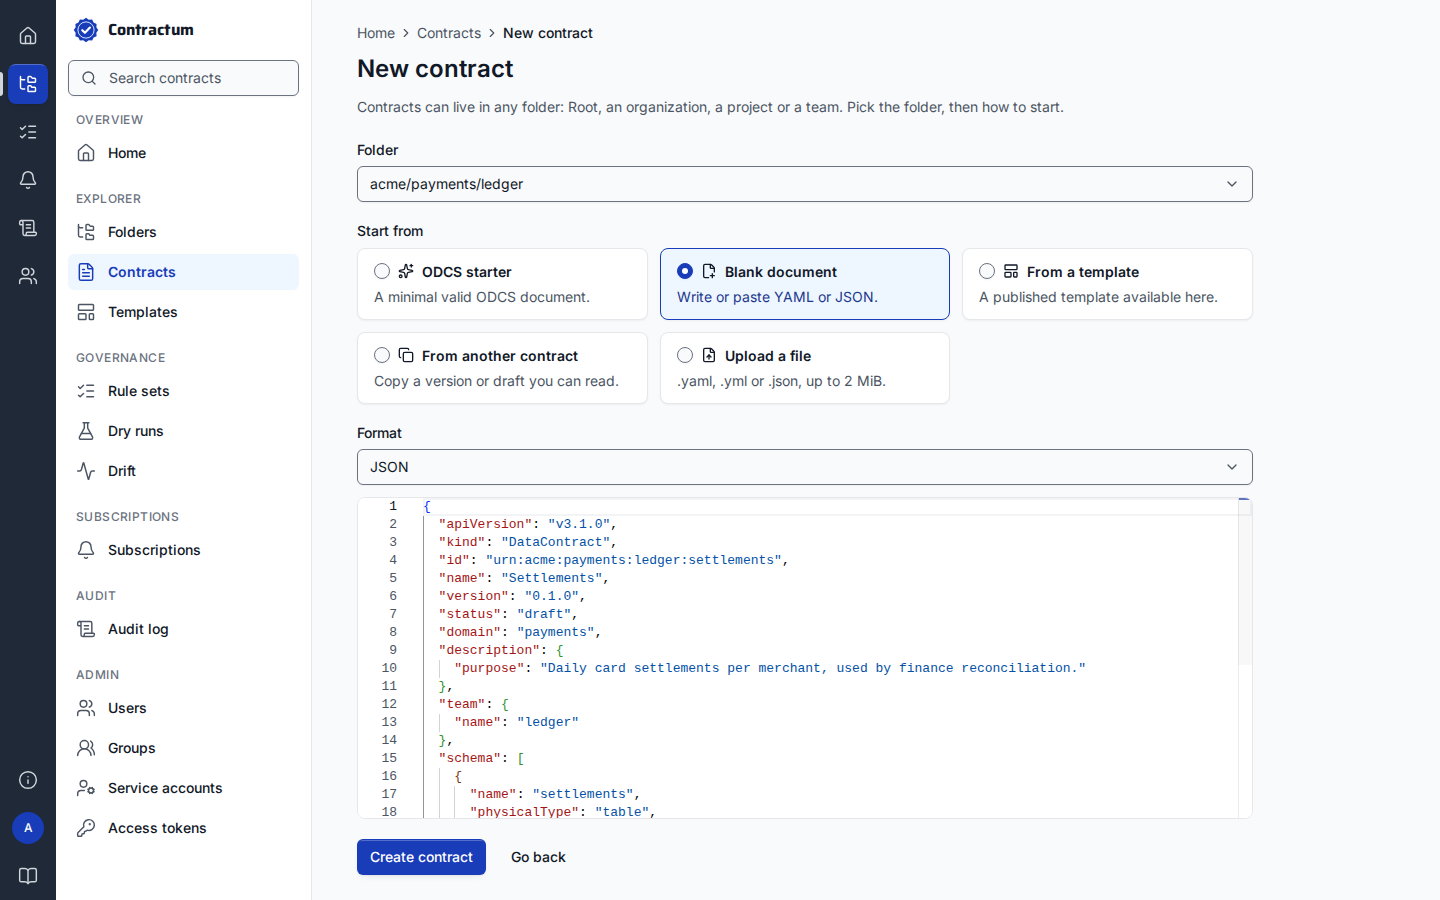 Contractum
Search contracts
OVERVIEW
Home
EXPLORER
Folders
Contracts
Templates
GOVERNANCE
Rule sets
Dry runs
Drift
SUBSCRIPTIONS
Subscriptions
AUDIT
Audit log
ADMIN
Users
Groups
Service accounts
Access tokens
A
Home > Contracts > New contract
New contract
Contracts can live in any folder: Root, an organization, a project or a team. Pick the folder, then how to start.
Folder
acme/payments/ledger
Start from
ODCS starter
A minimal valid ODCS document.
Blank document
Write or paste YAML or JSON.
From a template
A published template available here.
From another contract
Copy a version or draft you can read.
Upload a file
.yaml, .yml or .json, up to 2 MiB.
Format
JSON
1 {
2 "apiVersion": "v3.1.0",
3 "kind": "DataContract",
4 "id": "urn:acme:payments:ledger:settlements",
5 "name": "Settlements",
6 "version": "0.1.0",
7 "status": "draft",
8 "domain": "payments",
9 "description": {
10 "purpose": "Daily card settlements per merchant, used by finance reconciliation."
11 },
12 "team": {
13 "name": "ledger"
14 },
15 "schema": [
16 {
17 "name": "settlements",
18 "physicalType": "table",
Create contract
Go back